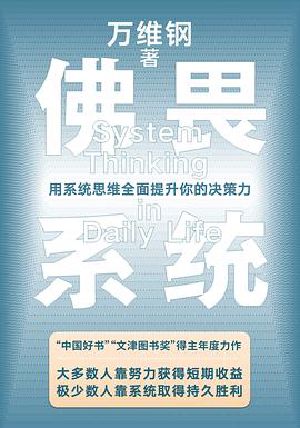 万维钢
著
佛畏
System
Thinking
用系统思维全面提升你的决策力
in
Daily Life
系统
“中国好书”“文津图书奖”得主年度力作
大多数人靠努力获得短期收益
极少数人靠系统取得持久胜利